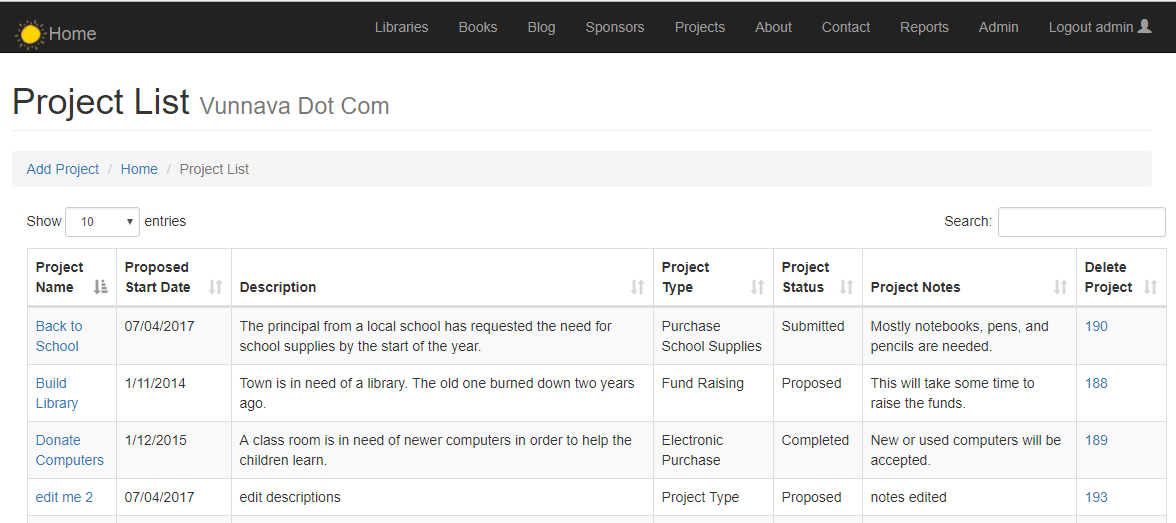 Home Libraries Books Blog Sponsors Projects About Contact Reports Admin Logout admin
Project List Vunnava Dot Com
Add Project / Home / Project List
Show 10 entries Search:
Project Name Proposed Start Date Description Project Type Project Status Project Notes Delete Project
Back to School 07/04/2017 The principal from a local school has requested the need for school supplies by the start of the year. Purchase School Supplies Submitted Mostly notebooks, pens, and pencils are needed. 190
Build Library 1/11/2014 Town is in need of a library. The old one burned down two years ago. Fund Raising Proposed This will take some time to raise the funds. 188
Donate Computers 1/12/2015 A class room is in need of newer computers in order to help the children learn. Electronic Purchase Completed New or used computers will be accepted. 189
edit me 2 07/04/2017 edit descriptions Project Type Proposed notes edited 193